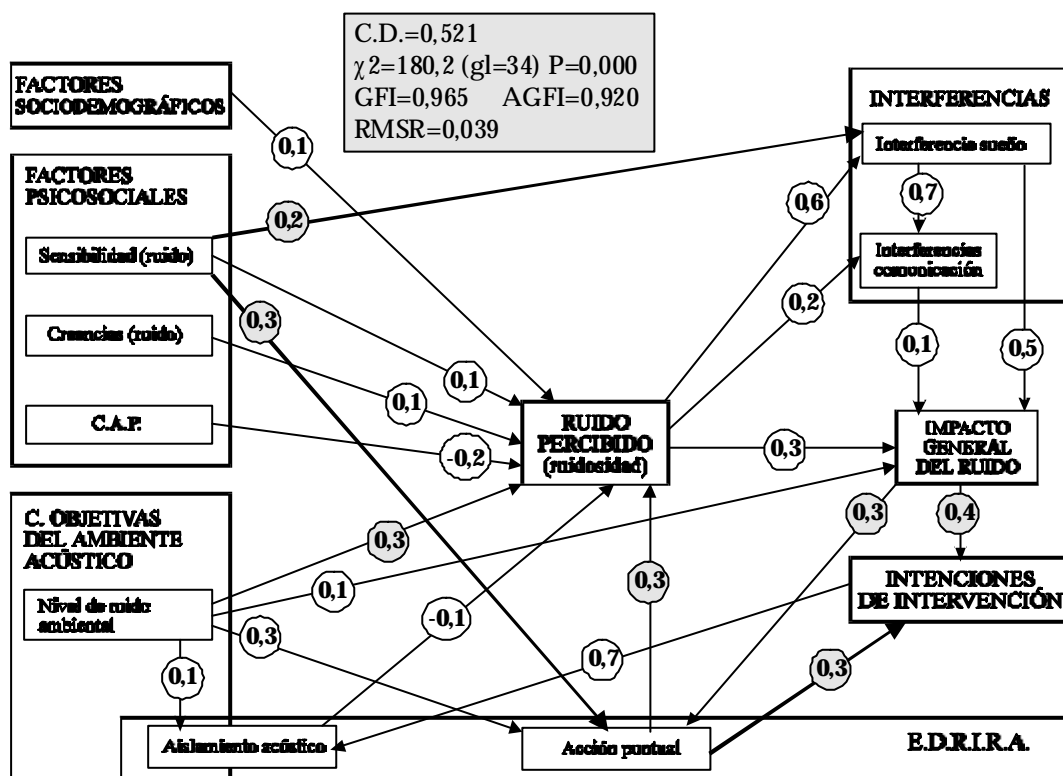 C.D.=0,521
χ2=180,2 (gl=34) P=0,000
GFI=0,965 AGFI=0,920
RMSR=0,039
FACTORES
SOCIODEMOGRÁFICOS
0,1
FACTORES
PSICOSOCIALES
Sensibilidad (ruido)
Creencias (ruido)
C.A.P.
0,2
0,3
0,1
0,1
-0,2
INTERFERENCIAS
Interferencia sueño
0,7
Interferencias
comunicación
0,6
0,2
0,1
0,5
RUIDO
PERCIBIDO
(ruidosidad)
0,3
IMPACTO
GENERAL
DEL RUIDO
C. OBJETIVAS
DEL AMBIENTE
ACÚSTICO
Nivel de ruido
ambiental
0,3
0,1
0,3
-0,1
0,1
0,3
0,3
0,4
0,7
0,3
INTENCIONES
DE INTERVENCIÓN
Aislamiento acústico
Acción puntual
E.D.R.I.R.A.